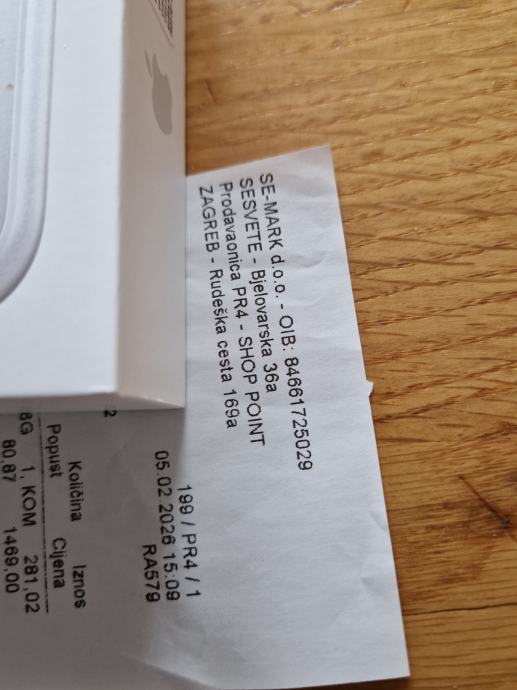 SE-MARK d.o.o. - OIB: 84661725029
SESVETE - Bjelovarska 36a
Prodavaonica PR4 - SHOP POINT
ZAGREB - Rudeška cesta 169a
199 / PR4 / 1
05.02.2026 15:09
RA579
2
Količina Cijena Iznos
Popust
1, KOM 281,02
80,87 1469,00